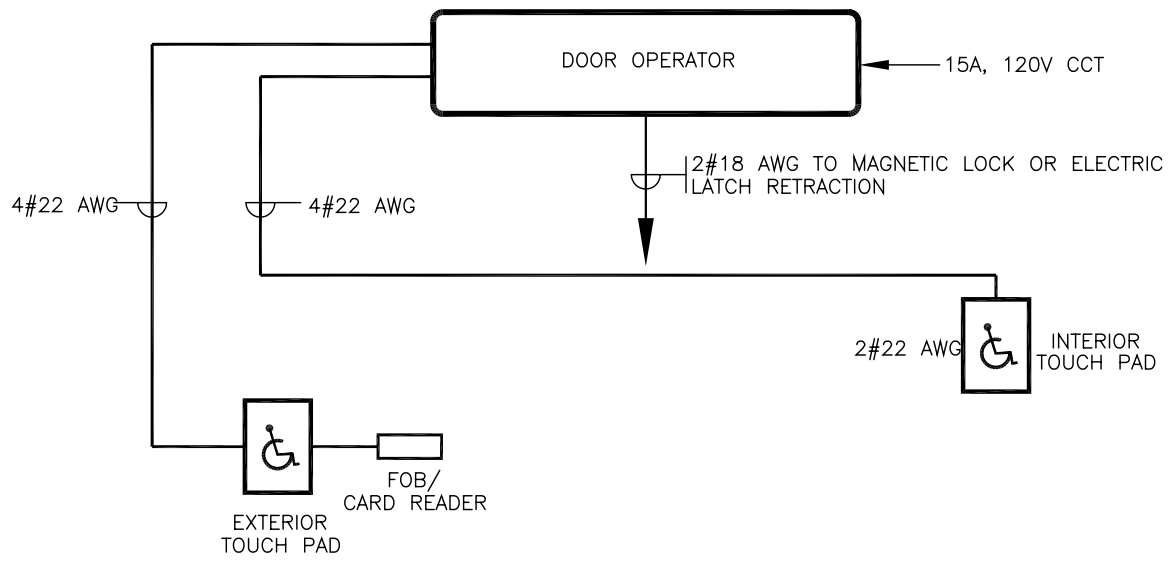 DOOR OPERATOR
15A, 120V CCT
2#18 AWG TO MAGNETIC LOCK OR ELECTRIC
LATCH RETRACTION
4#22 AWG
4#22 AWG
2#22 AWG
INTERIOR
TOUCH PAD
FOB/
CARD READER
EXTERIOR
TOUCH PAD